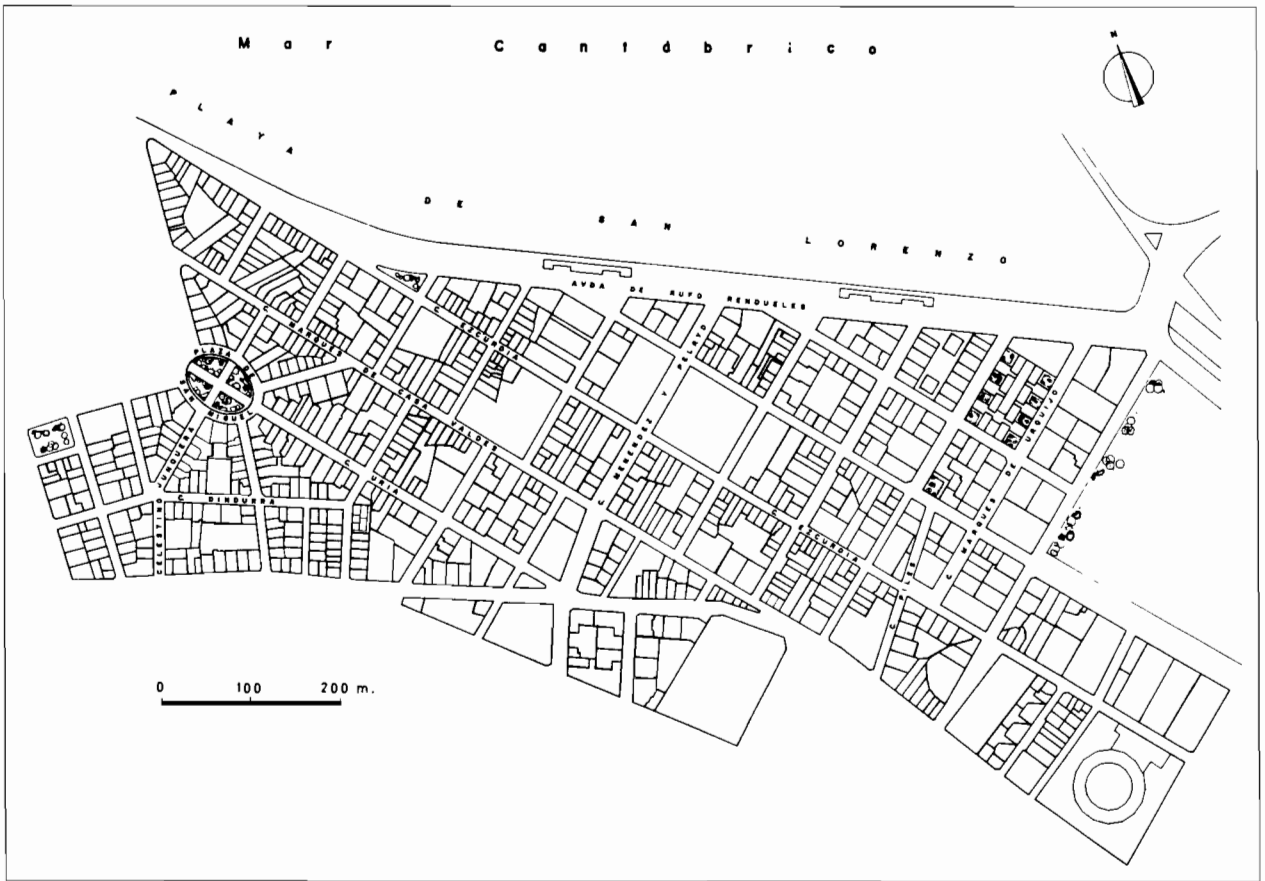 Mar Cantábrico
N
PLAYA DE SAN LORENZO
AVDA DE RUFO RENDUELES
C. EZCURDIA
C. MARQUES DE CASA VALDES
PLAZA DE SAN MIGUEL
C. MENENDEZ Y PELAYO
C. MARQUES DE URQUIJO
C. URIA
C. DINDURRA
CELESTINO JUNQUERA
C. EZCURDIA
C. PILES
0 100 200 m.